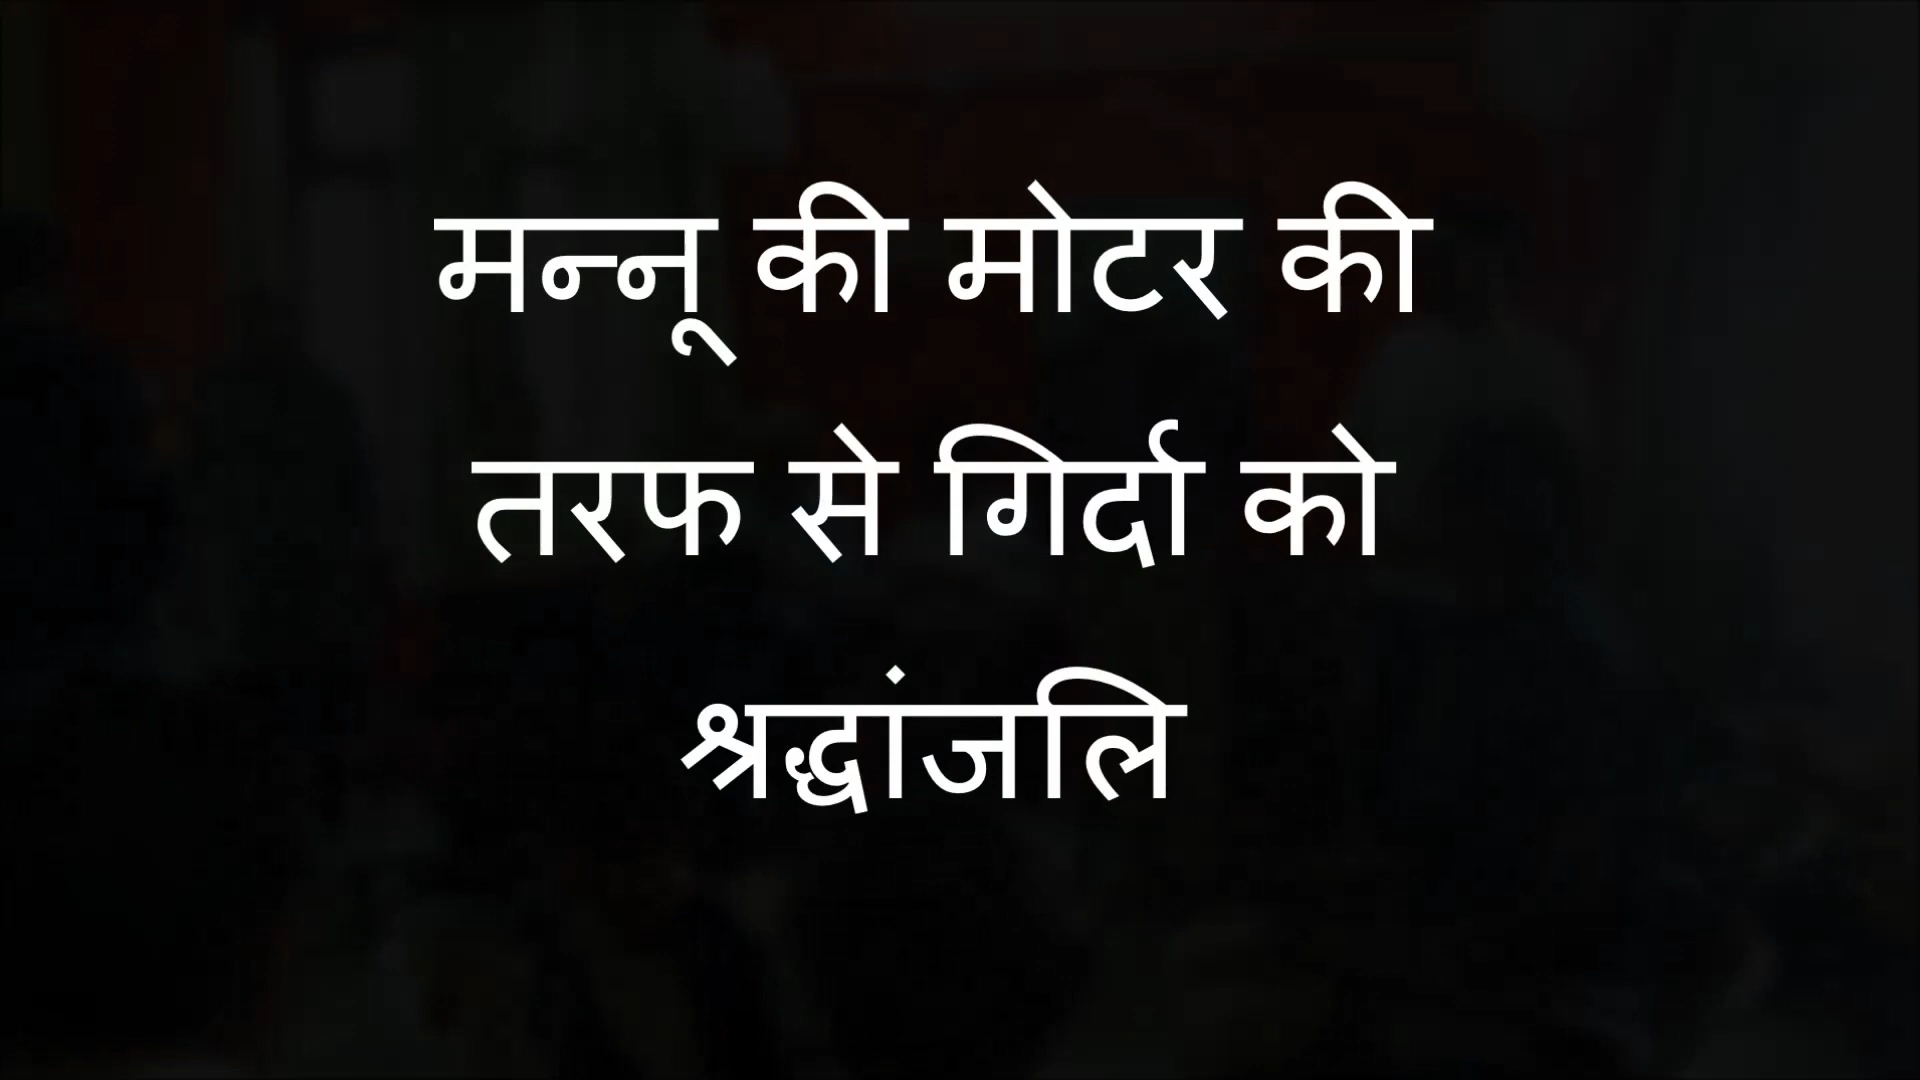 मन्नू की मोटर की
तरफ से गिर्दा को
श्रद्धांजलि